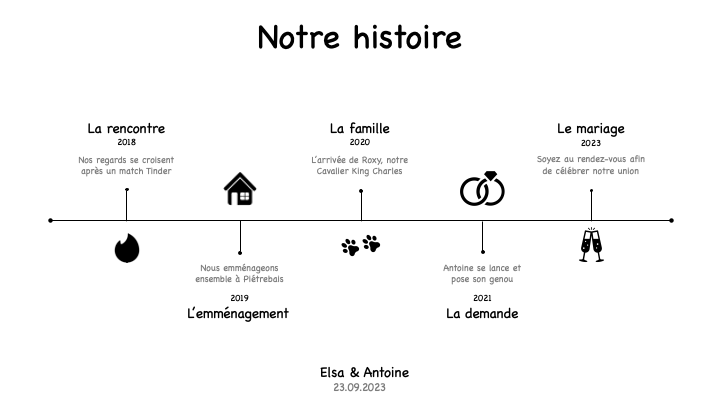 Notre histoire
La rencontre
2018
Nos regards se croisent
après un match Tinder
La famille
2020
L'arrivée de Roxy, notre
Cavalier King Charles
Le mariage
2023
Soyez au rendez-vous afin
de célébrer notre union
Nous emménageons
ensemble à Piétrebais
2019
L'emménagement
Antoine se lance et
pose son genou
2021
La demande
Elsa & Antoine
23.09.2023